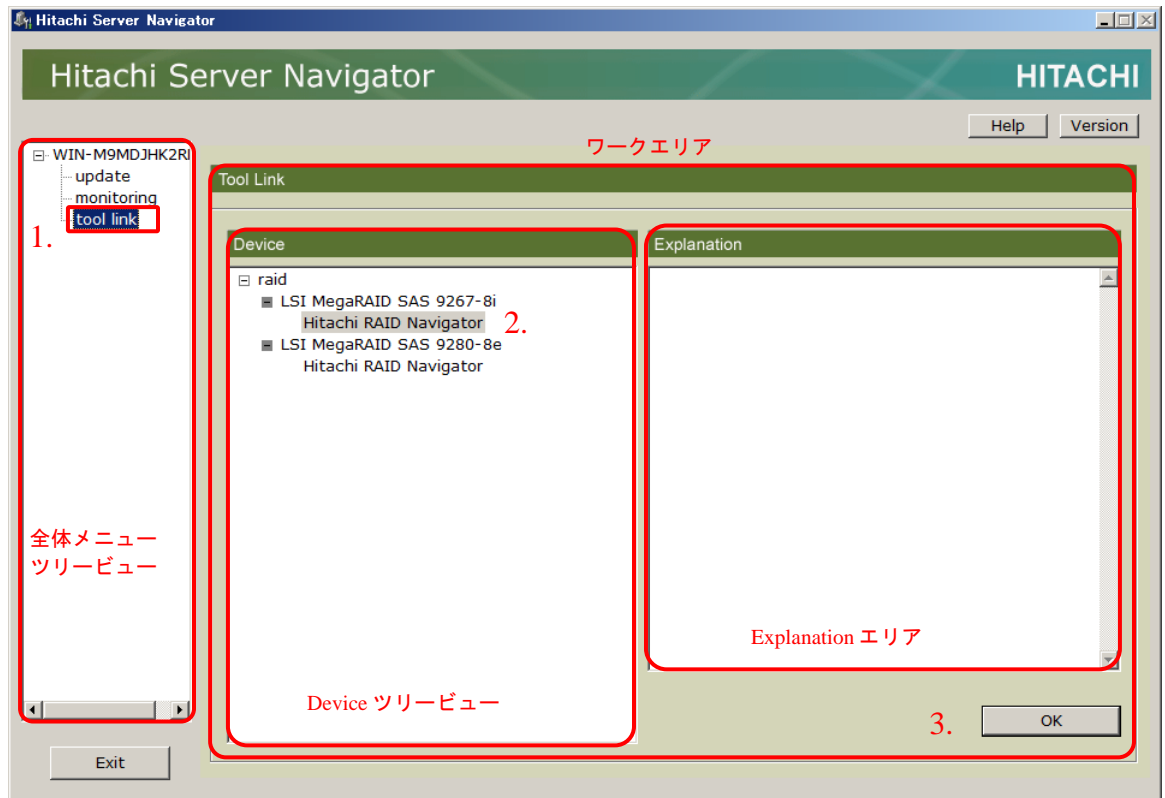 Hitachi Server Navigator
Hitachi Server Navigator
HITACHI
Help
Version
ワークエリア
WIN-M9MDJHK2R
update
monitoring
tool link
1.
全体メニュー
ツリービュー
Exit
Tool Link
Device
raid
LSI MegaRAID SAS 9267-8i
Hitachi RAID Navigator
2.
LSI MegaRAID SAS 9280-8e
Hitachi RAID Navigator
Device ツリービュー
Explanation
Explanation エリア
3.
OK